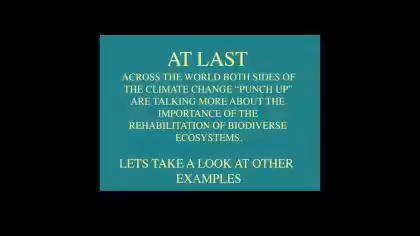 AT LAST
ACROSS THE WORLD BOTH SIDES OF
THE CLIMATE CHANGE “PUNCH UP”
ARE TALKING MORE ABOUT THE
IMPORTANCE OF THE
REHABILITATION OF BIODIVERSE
ECOSYSTEMS.
LETS TAKE A LOOK AT OTHER
EXAMPLES